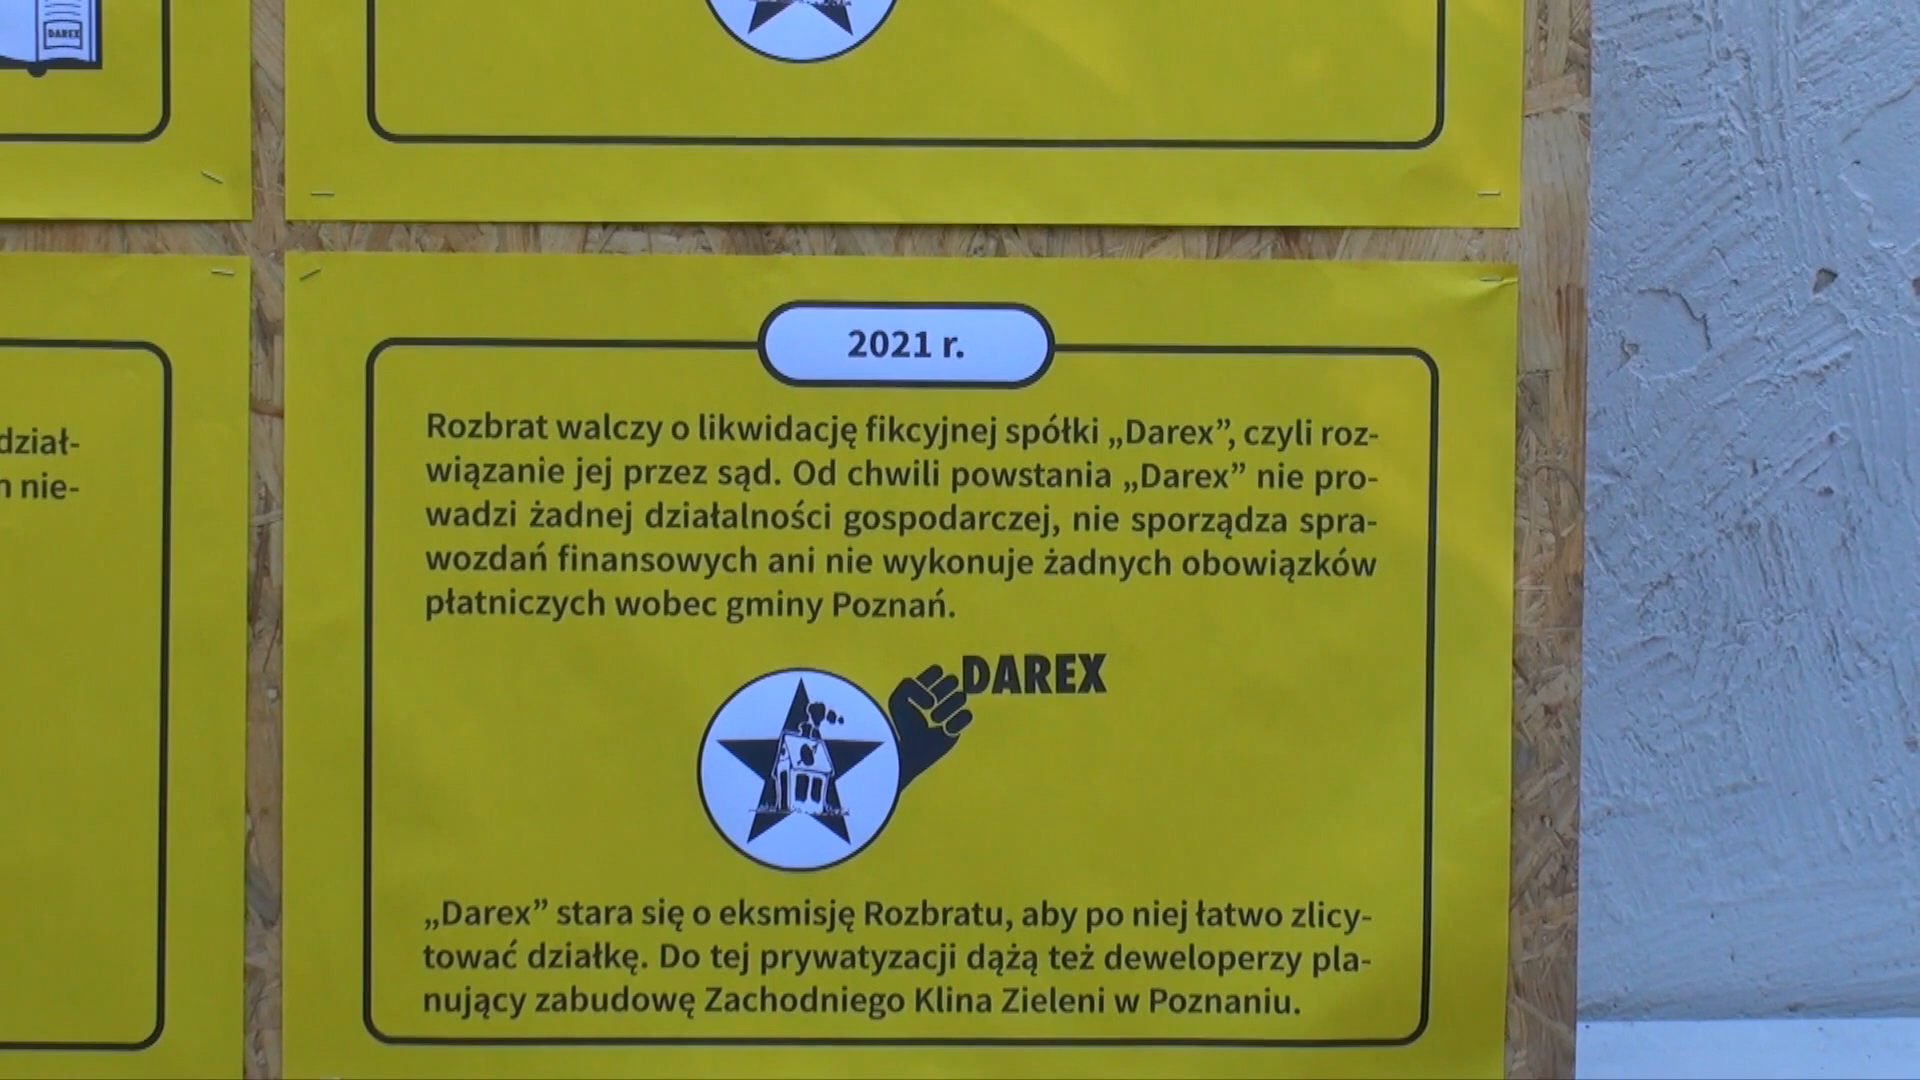 DAREX
dział-
nie-
2021 r.
Rozbrat walczy o likwidację fikcyjnej spółki „Darex”, czyli roz-
wiązanie jej przez sąd. Od chwili powstania „Darex” nie pro-
wadzi żadnej działalności gospodarczej, nie sporządza spra-
wozdań finansowych ani nie wykonuje żadnych obowiązków
płatniczych wobec gminy Poznań.
DAREX
„Darex” stara się o eksmisję Rozbratu, aby po niej łatwo zlicy-
tować działkę. Do tej prywatyzacji dążą też deweloperzy pla-
nujący zabudowę Zachodniego Klina Zieleni w Poznaniu.